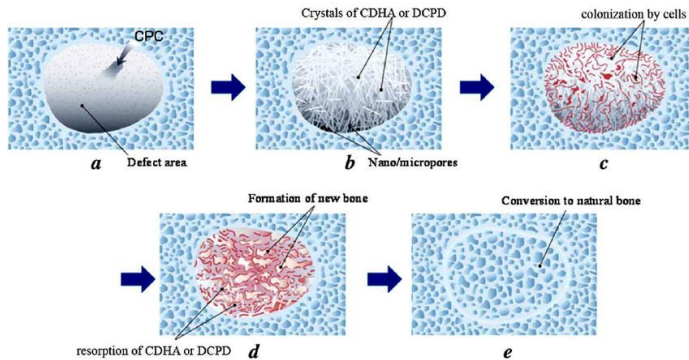 CPC
Defect area
a
Crystals of CDHA or DCPD
Nano/micropores
b
colonization by cells
c
Formation of new bone
resorption of CDHA or DCPD
d
Conversion to natural bone
e